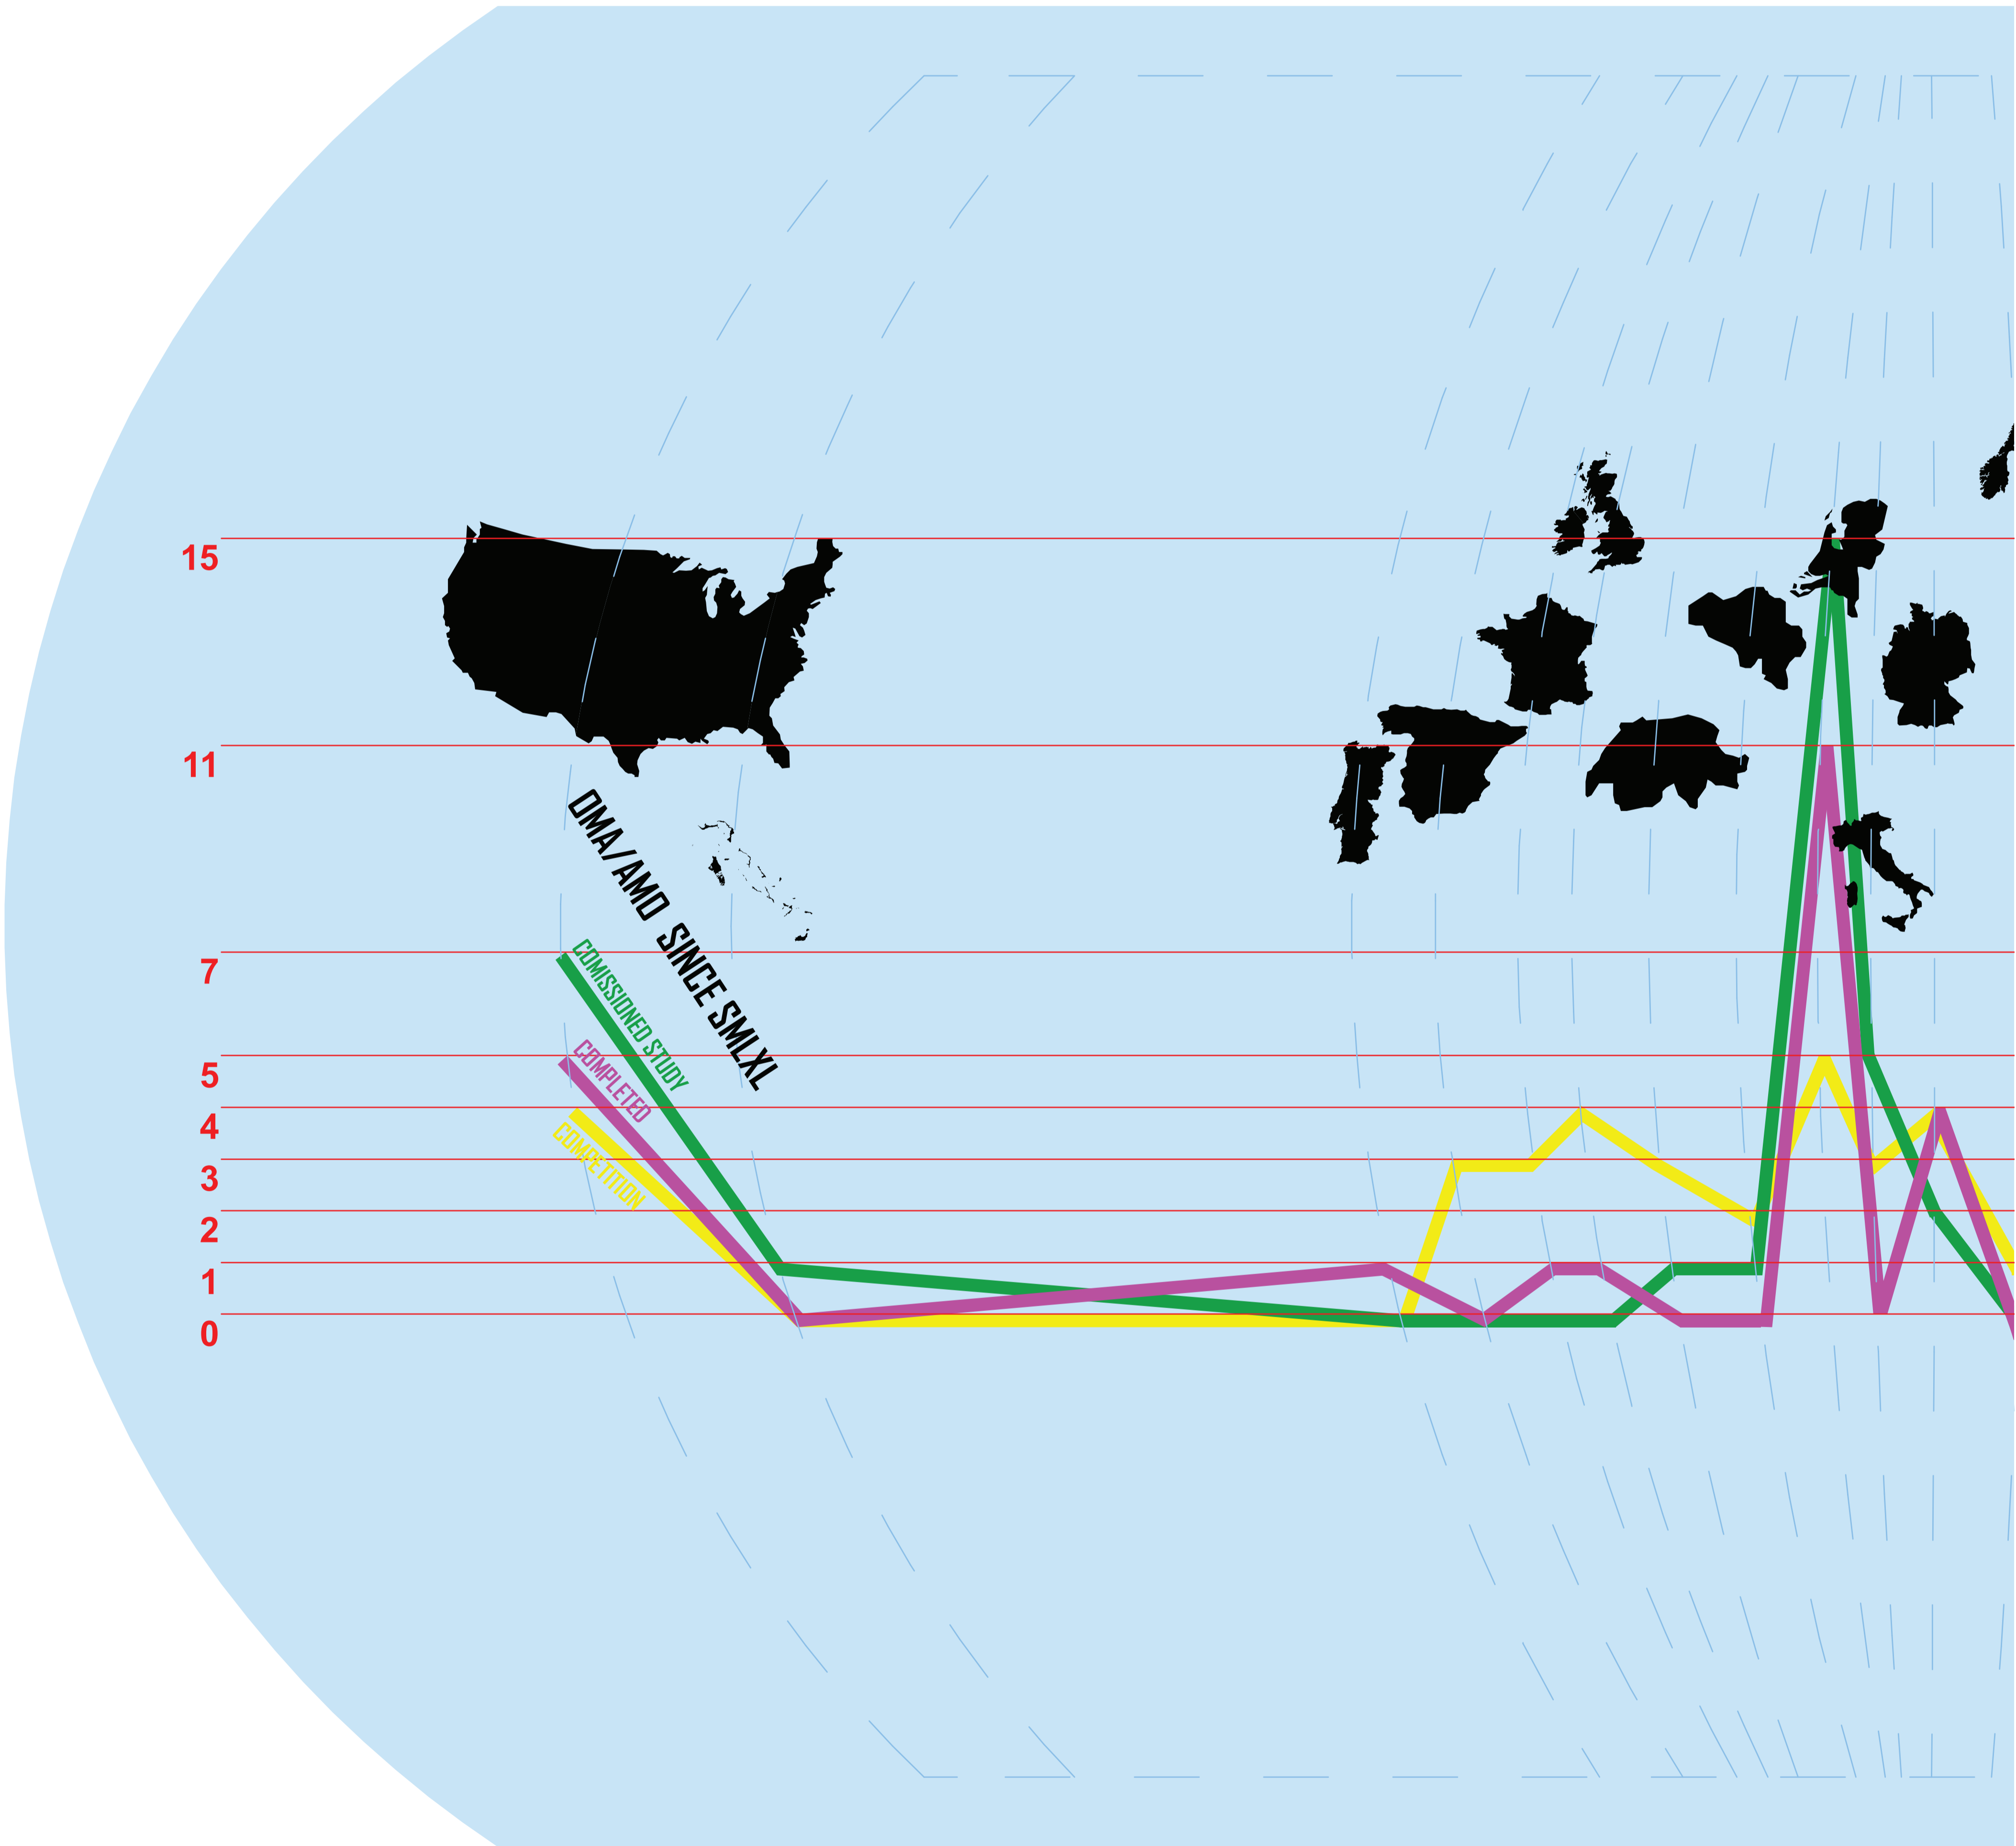 15
11
7
5
4
3
2
1
0
OMA/AMO SINCE SMLXL
COMISSIONED STUDY
COMPLETED
COMPETITION